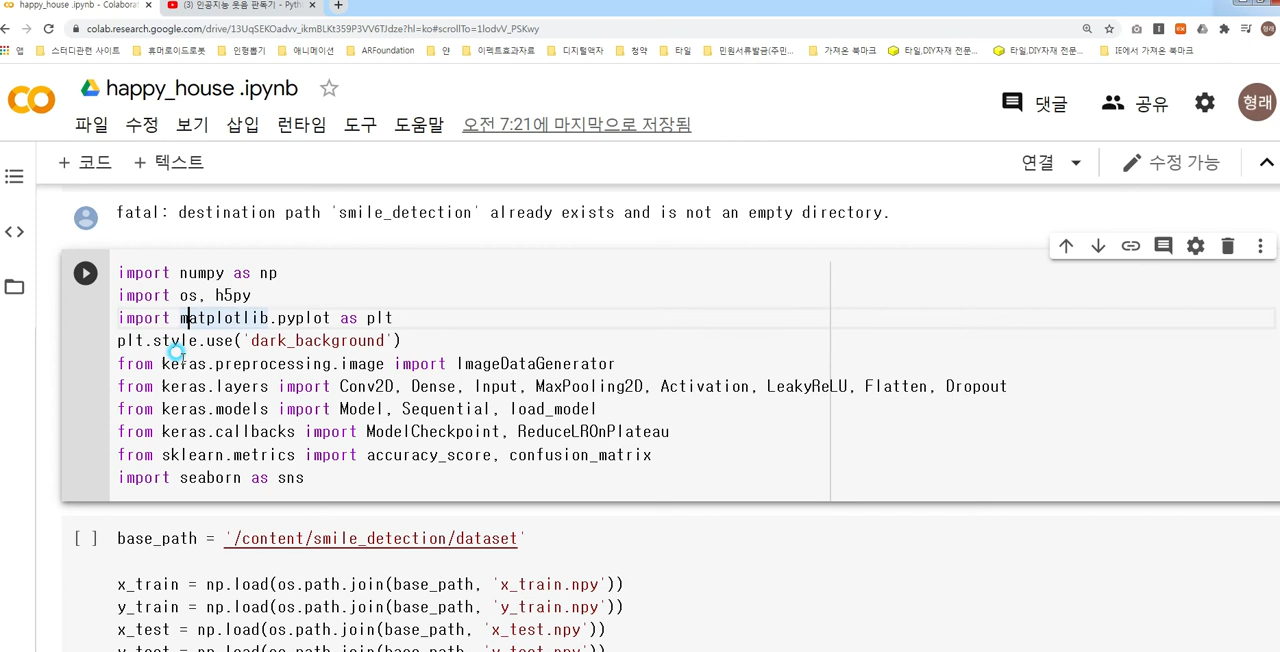 happy_house .ipynb - Colaborat
(3) 인공지능 웃음 판독기 - Pyth
colab.research.google.com/drive/13UqSEKOadvv_ikmBLKt359P3VV6TJdze?hl=ko#scrollTo=1lodvV_PSKwy
앱 스터디관련 사이트 휴머로이드로봇 인형뽑기 애니메이션 ARFoundation 얀 이펙트효과자료 디지털액자 청약 타일 민원서류발금(주민... 가져온 북마크 타일,DIY자재 전문... 타일,DIY자재 전문... IE에서 가져온 북마크
happy_house .ipynb
댓글 공유 형래
파일 수정 보기 삽입 런타임 도구 도움말 오전 7:21에 마지막으로 저장됨
+ 코드 + 텍스트 연결 수정 가능
fatal: destination path 'smile_detection' already exists and is not an empty directory.
import numpy as np
import os, h5py
import matplotlib.pyplot as plt
plt.style.use('dark_background')
from keras.preprocessing.image import ImageDataGenerator
from keras.layers import Conv2D, Dense, Input, MaxPooling2D, Activation, LeakyReLU, Flatten, Dropout
from keras.models import Model, Sequential, load_model
from keras.callbacks import ModelCheckpoint, ReduceLROnPlateau
from sklearn.metrics import accuracy_score, confusion_matrix
import seaborn as sns
[ ] base_path = '/content/smile_detection/dataset'
x_train = np.load(os.path.join(base_path, 'x_train.npy'))
y_train = np.load(os.path.join(base_path, 'y_train.npy'))
x_test = np.load(os.path.join(base_path, 'x_test.npy'))
y_test = np.load(os.path.join(base_path, 'y_test.npy'))